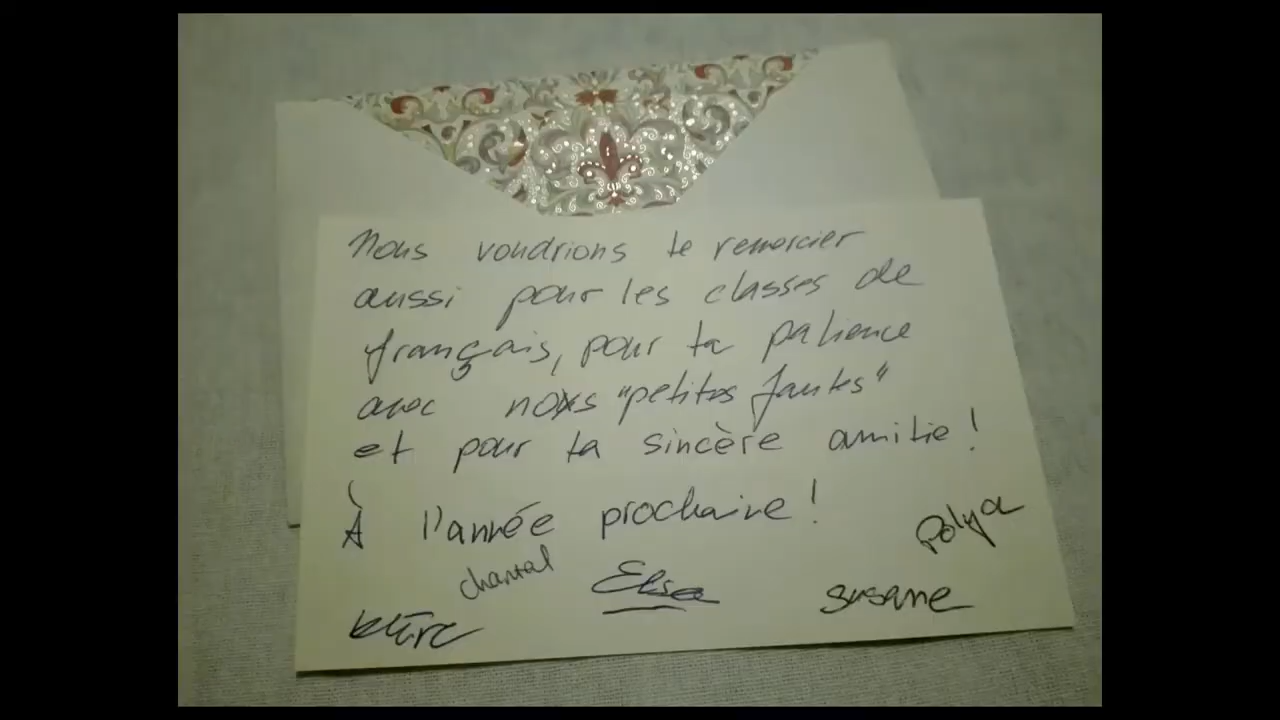 Nous voudrions te remercier
aussi pour les classes de
français, pour ta patience
avec nos "petites fautes"
et pour ta sincère amitie!
À l'année prochaine!
Polya
chantal
Elsa
susane